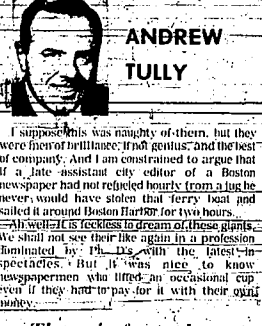 ANDREW
TULLY
I suppose this was naughty of them, but they
were men of brilliance, if not genius, and the best
of company. And I am constrained to argue that
if a late assistant city editor of a Boston
newspaper had not refueled hourly from a jug he
never would have stolen that ferry boat and
sailed it around Boston Harbor for two hours.
Ah well. It is feckless to dream of these giants.
We shall not see their like again in a profession
dominated by Ph. D's with the latest in
spectacles. But it was nice to know
newspapermen who lifted an occasional cup
even if they had to pay for it with their own
money.